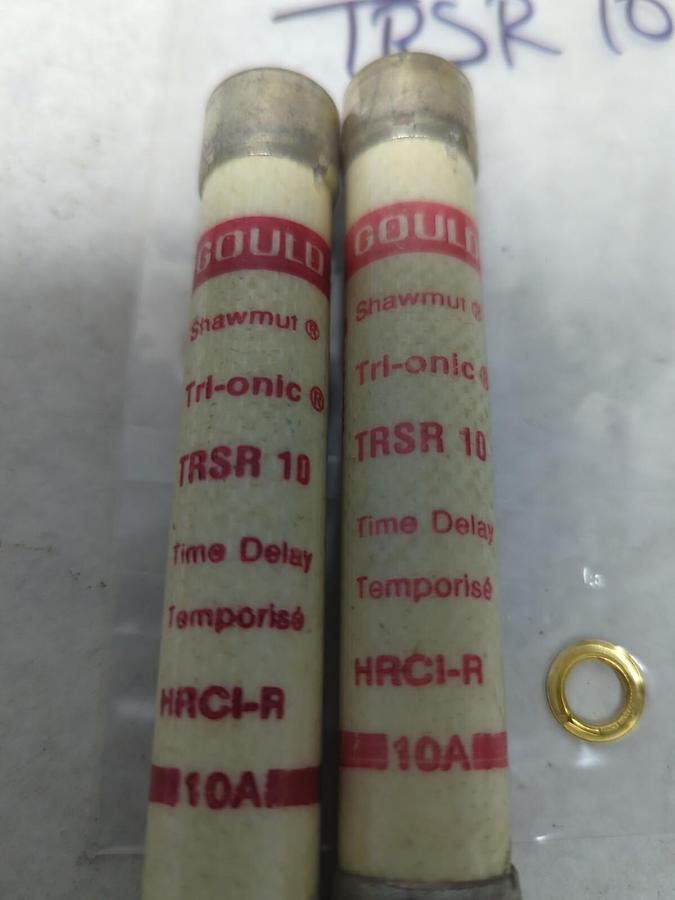 TRSR 10
GOULD
Shawmut ®
Tri-onic ®
TRSR 10
Time Delay
Temporisé
HRCI-R
10A
GOULD
Shawmut ®
Tri-onic ®
TRSR 10
Time Delay
Temporisé
HRCI-R
10A